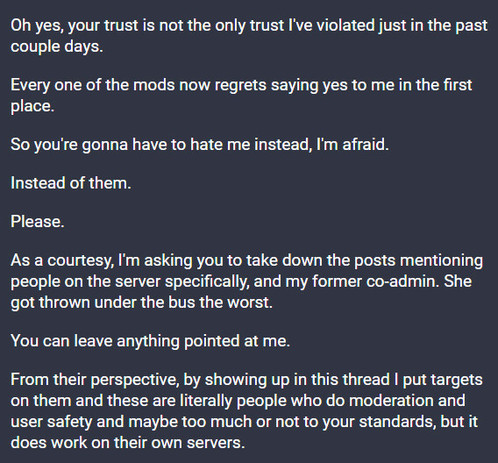 Oh yes, your trust is not the only trust I've violated just in the past
couple days.
Every one of the mods now regrets saying yes to me in the first
place.
So you're gonna have to hate me instead, I'm afraid.
Instead of them.
Please.
As a courtesy, I'm asking you to take down the posts mentioning
people on the server specifically, and my former co-admin. She
got thrown under the bus the worst.
You can leave anything pointed at me.
From their perspective, by showing up in this thread I put targets
on them and these are literally people who do moderation and
user safety and maybe too much or not to your standards, but it
does work on their own servers.